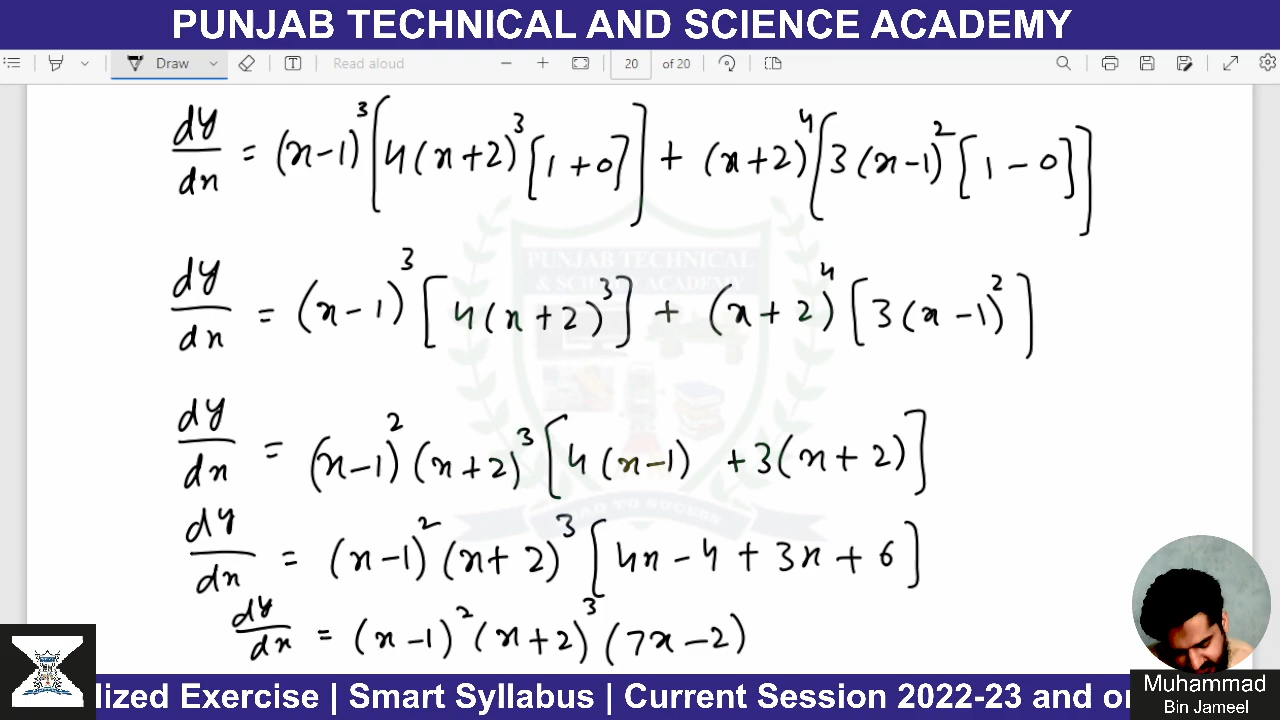 PUNJAB TECHNICAL AND SCIENCE ACADEMY
Draw Read aloud 20 of 20
dy/dx = (x-1)³[4(x+2)³[1+0]] + (x+2)⁴[3(x-1)²[1-0]]
PUNJAB TECHNICAL
& SCIENCE ACADEMY
dy/dx = (x-1)³[4(x+2)³] + (x+2)⁴[3(x-1)²]
dy/dx = (x-1)²(x+2)³[4(x-1) +3(x+2)]
dy/dx = (x-1)²(x+2)³[4x-4+3x+6]
dy/dx = (x-1)²(x+2)³(7x-2)
lized Exercise | Smart Syllabus | Current Session 2022-23 and on
Muhammad
Bin Jameel